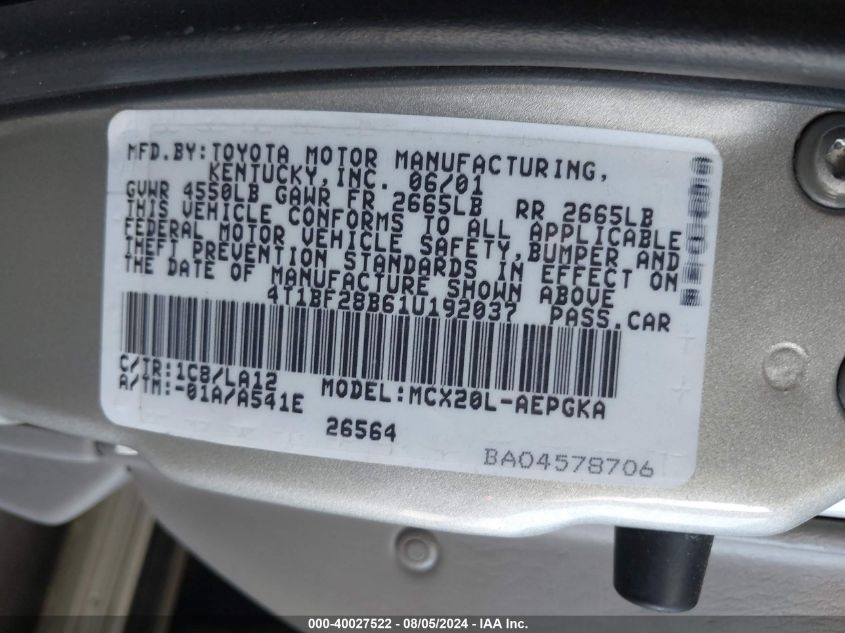 MFD.BY:TOYOTA MOTOR MANUFACTURING,
KENTUCKY,INC. 06/01
GVWR 4550LB GAWR FR 2665LB RR 2665LB
THIS VEHICLE CONFORMS TO ALL APPLICABLE
FEDERAL MOTOR VEHICLE SAFETY,BUMPER AND
THEFT PREVENTION STANDARDS IN EFFECT ON
THE DATE OF MANUFACTURE SHOWN ABOVE
4T1BF28B61U192037 PASS.CAR
C/TR:1C8/LA12
A/TM:-01A/A541E MODEL:MCX20L-AEPGKA
26564
BA04578706
000-40027522 - 08/05/2024 - IAA Inc.